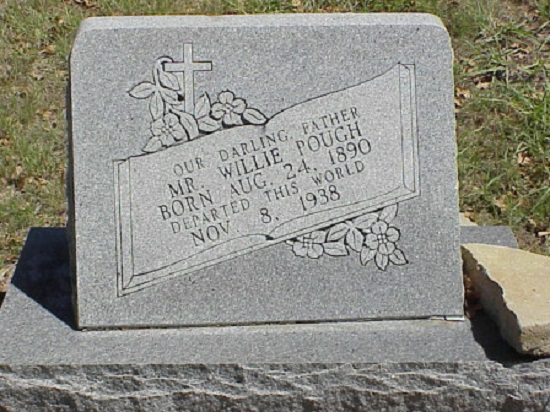 OUR DARLING FATHER
MR. WILLIE POUGH
BORN AUG. 24, 1890
DEPARTED THIS WORLD
NOV. 8, 1938